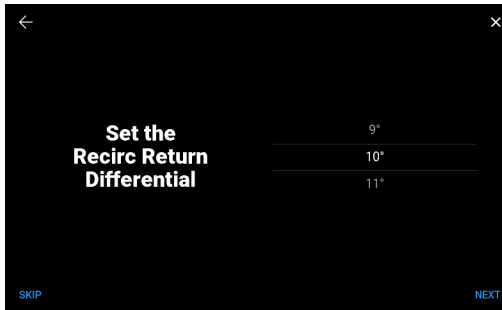 Set the
Recirc Return
Differential
9°
10°
11°
SKIP
NEXT